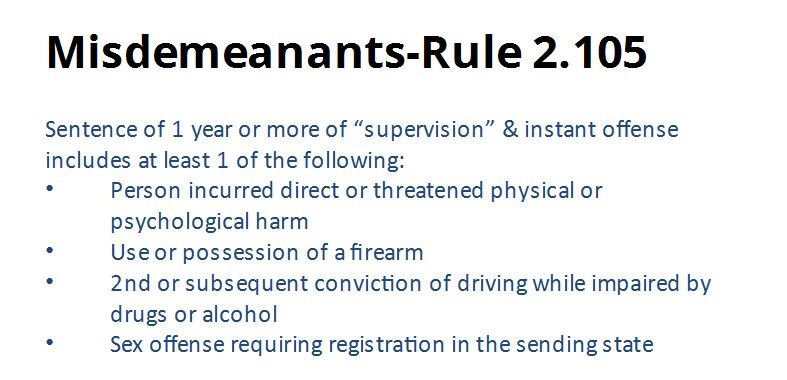 Misdemeanants-Rule 2.105
Sentence of 1 year or more of “supervision” & instant offense
includes at least 1 of the following:
• Person incurred direct or threatened physical or
psychological harm
• Use or possession of a firearm
• 2nd or subsequent conviction of driving while impaired by
drugs or alcohol
• Sex offense requiring registration in the sending state